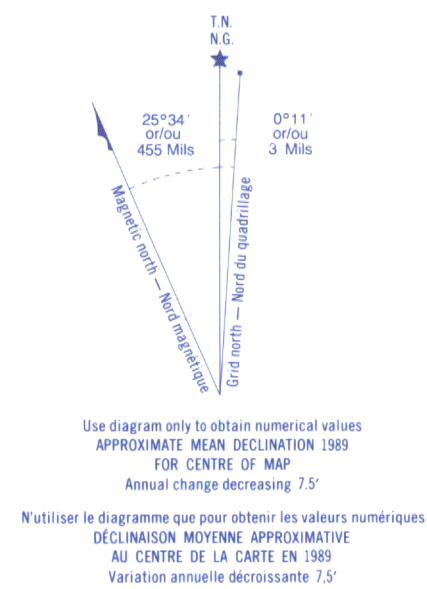 T.N.
N.G.
25°34′
or/ou
455 Mils
0°11′
or/ou
3 Mils
Magnetic north — Nord magnétique
Grid north — Nord du quadrillage
Use diagram only to obtain numerical values
APPROXIMATE MEAN DECLINATION 1989
FOR CENTRE OF MAP
Annual change decreasing 7.5′
N'utiliser le diagramme que pour obtenir les valeurs numériques
DÉCLINAISON MOYENNE APPROXIMATIVE
AU CENTRE DE LA CARTE EN 1989
Variation annuelle décroissante 7,5′